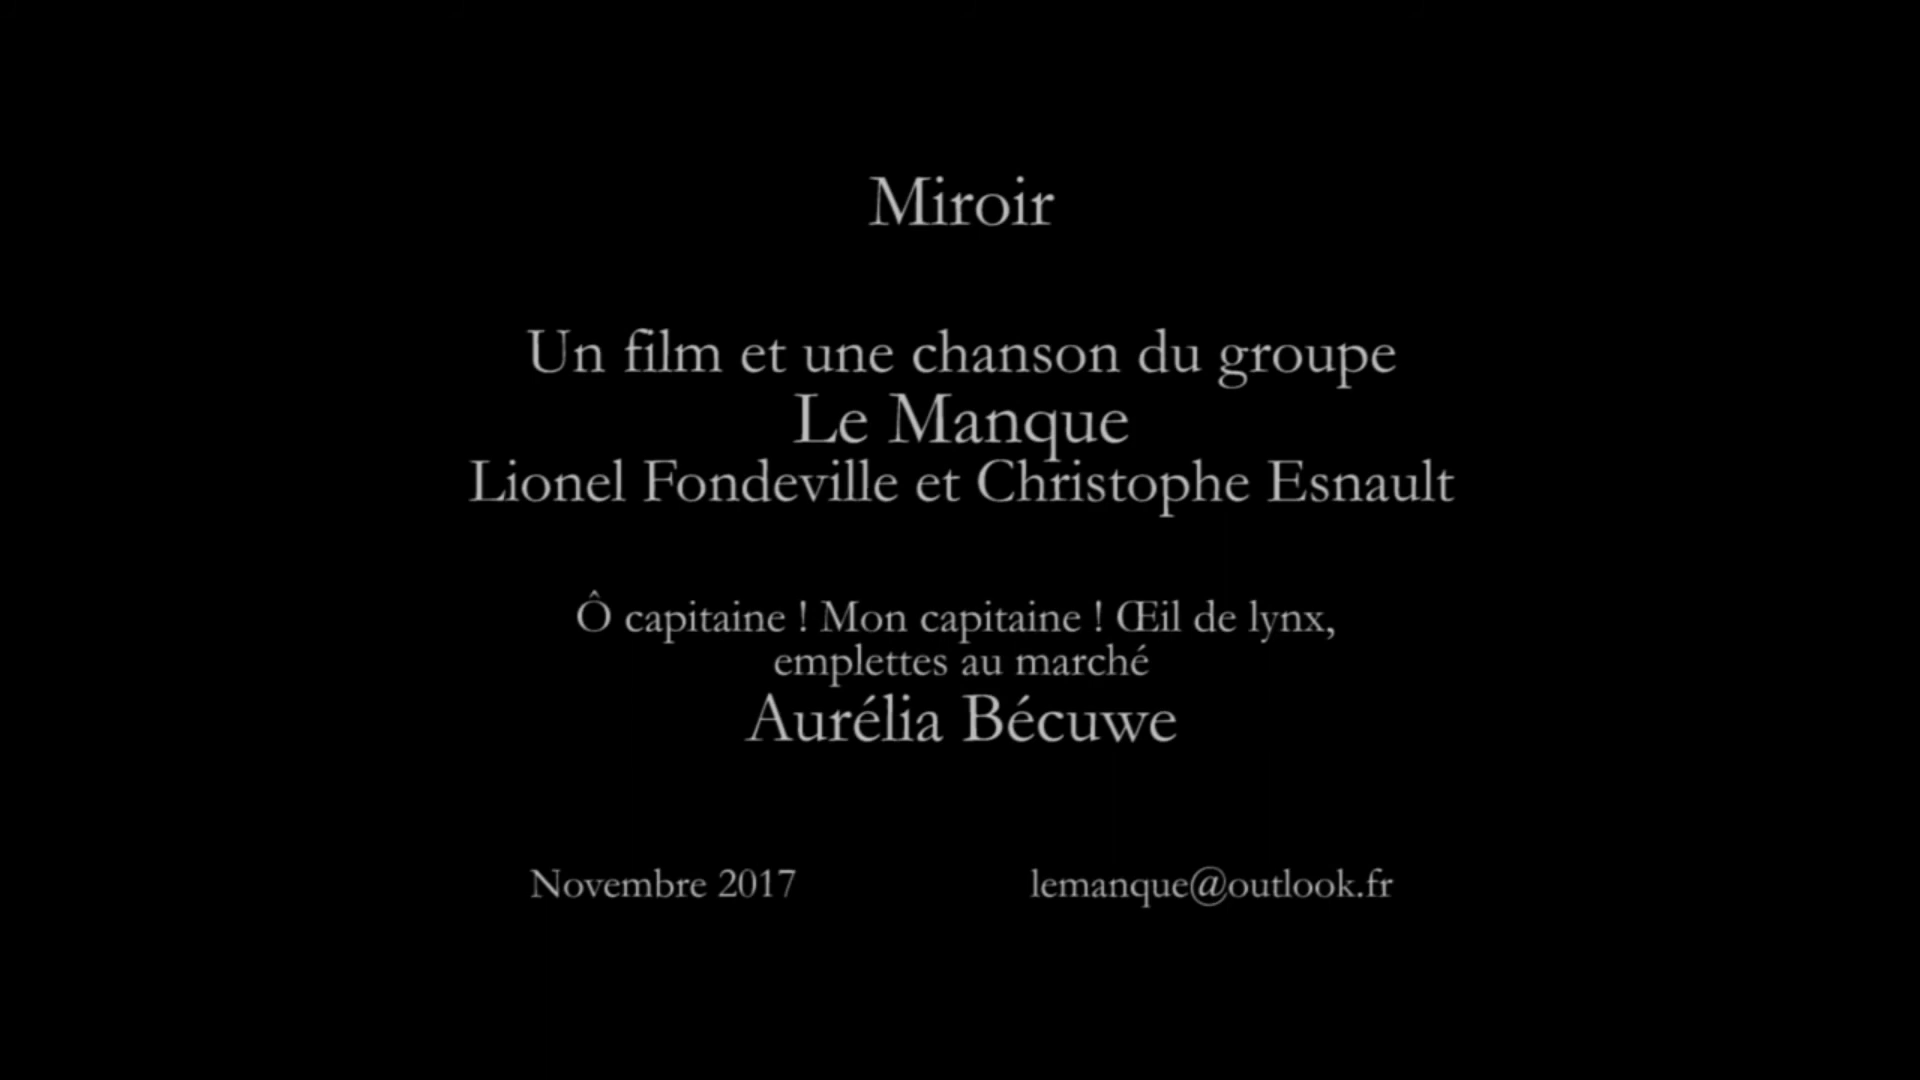 Miroir
Un film et une chanson du groupe
Le Manque
Lionel Fondeville et Christophe Esnault
Ô capitaine ! Mon capitaine ! Œil de lynx,
emplettes au marché
Aurélia Bécuwe
Novembre 2017 lemanque@outlook.fr